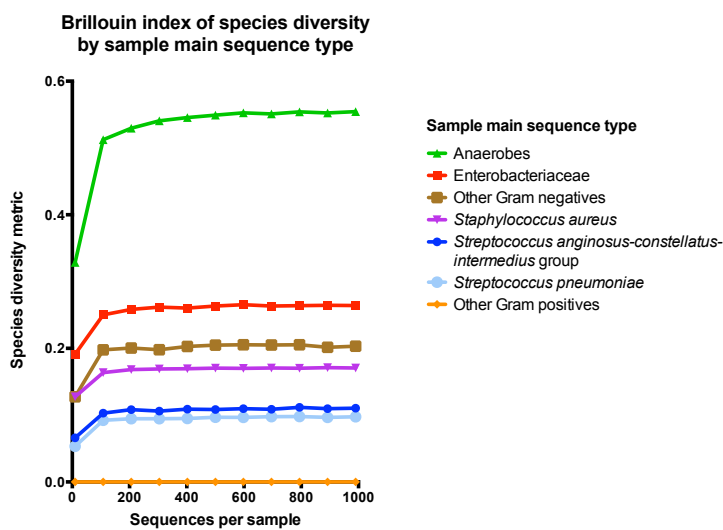 Brillouin index of species diversity
by sample main sequence type
0.6
0.4
0.2
0.0
Species diversity metric
0 200 400 600 800 1000
Sequences per sample
Sample main sequence type
Anaerobes
Enterobacteriaceae
Other Gram negatives
Staphylococcus aureus
Streptococcus anginosus-constellatus-
intermedius group
Streptococcus pneumoniae
Other Gram positives